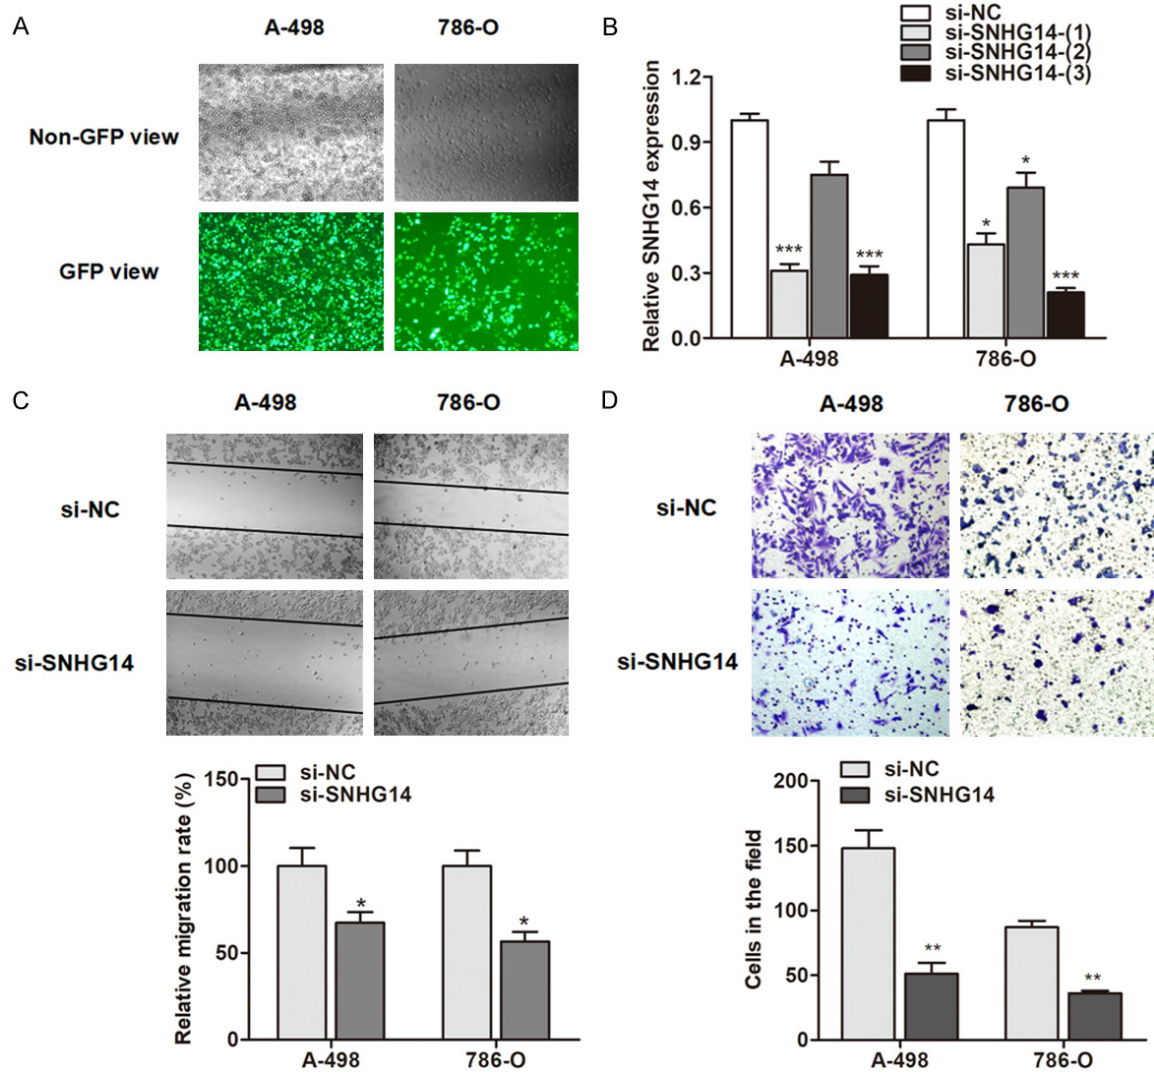 A
A-498 786-O
Non-GFP view
GFP view
B
si-NC
si-SNHG14-(1)
si-SNHG14-(2)
si-SNHG14-(3)
Relative SNHG14 expression
1.2
0.9
0.6
0.3
0.0
*** *** * * ***
A-498 786-O
C
A-498 786-O
si-NC
si-SNHG14
si-NC
si-SNHG14
Relative migration rate (%)
150
100
50
0
* *
A-498 786-O
D
A-498 786-O
si-NC
si-SNHG14
si-NC
si-SNHG14
Cells in the field
200
150
100
50
0
** **
A-498 786-O